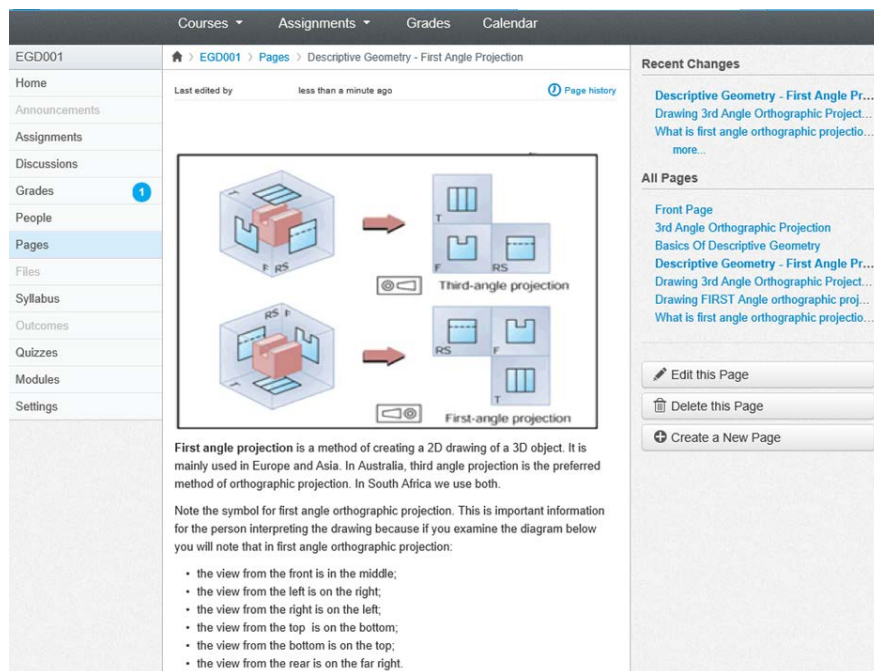 Courses Assignments Grades Calendar
EGD001
Home
Announcements
Assignments
Discussions
Grades 1
People
Pages
Files
Syllabus
Outcomes
Quizzes
Modules
Settings
EGD001 > Pages > Descriptive Geometry - First Angle Projection
Last edited by less than a minute ago Page history
T
F RS
T
F RS
Third-angle projection
RS F
T
RS F
T
First-angle projection
First angle projection is a method of creating a 2D drawing of a 3D object. It is
mainly used in Europe and Asia. In Australia, third angle projection is the preferred
method of orthographic projection. In South Africa we use both.
Note the symbol for first angle orthographic projection. This is important information
for the person interpreting the drawing because if you examine the diagram below
you will note that in first angle orthographic projection:
• the view from the front is in the middle;
• the view from the left is on the right;
• the view from the right is on the left;
• the view from the top is on the bottom;
• the view from the bottom is on the top;
• the view from the rear is on the far right.
Recent Changes
Descriptive Geometry - First Angle Pr...
Drawing 3rd Angle Orthographic Project...
What is first angle orthographic projectio...
more...
All Pages
Front Page
3rd Angle Orthographic Projection
Basics Of Descriptive Geometry
Descriptive Geometry - First Angle Pr...
Drawing 3rd Angle Orthographic Project...
Drawing FIRST Angle orthographic proj...
What is first angle orthographic projectio...
Edit this Page
Delete this Page
Create a New Page